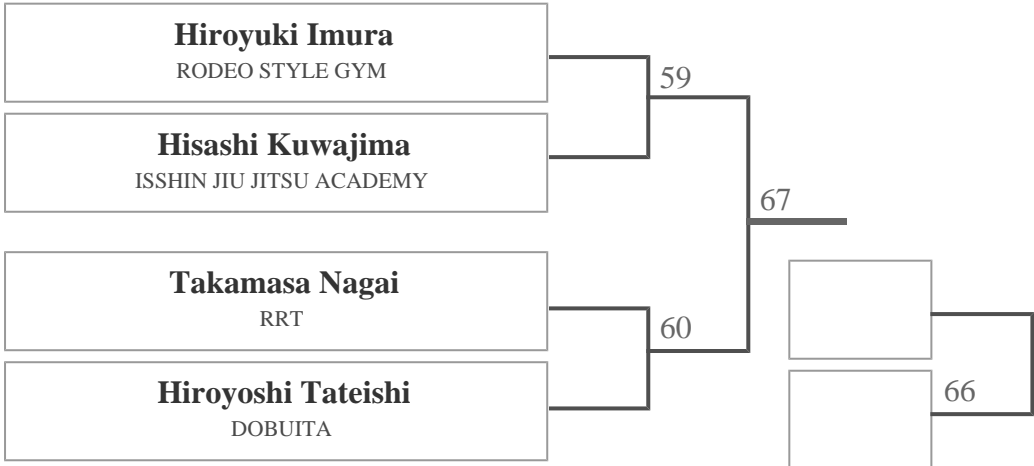 Hiroyuki Imura
RODEO STYLE GYM
59
Hisashi Kuwajima
ISSHIN JIU JITSU ACADEMY
67
Takamasa Nagai
RRT
60
Hiroyoshi Tateishi
DOBUITA
66